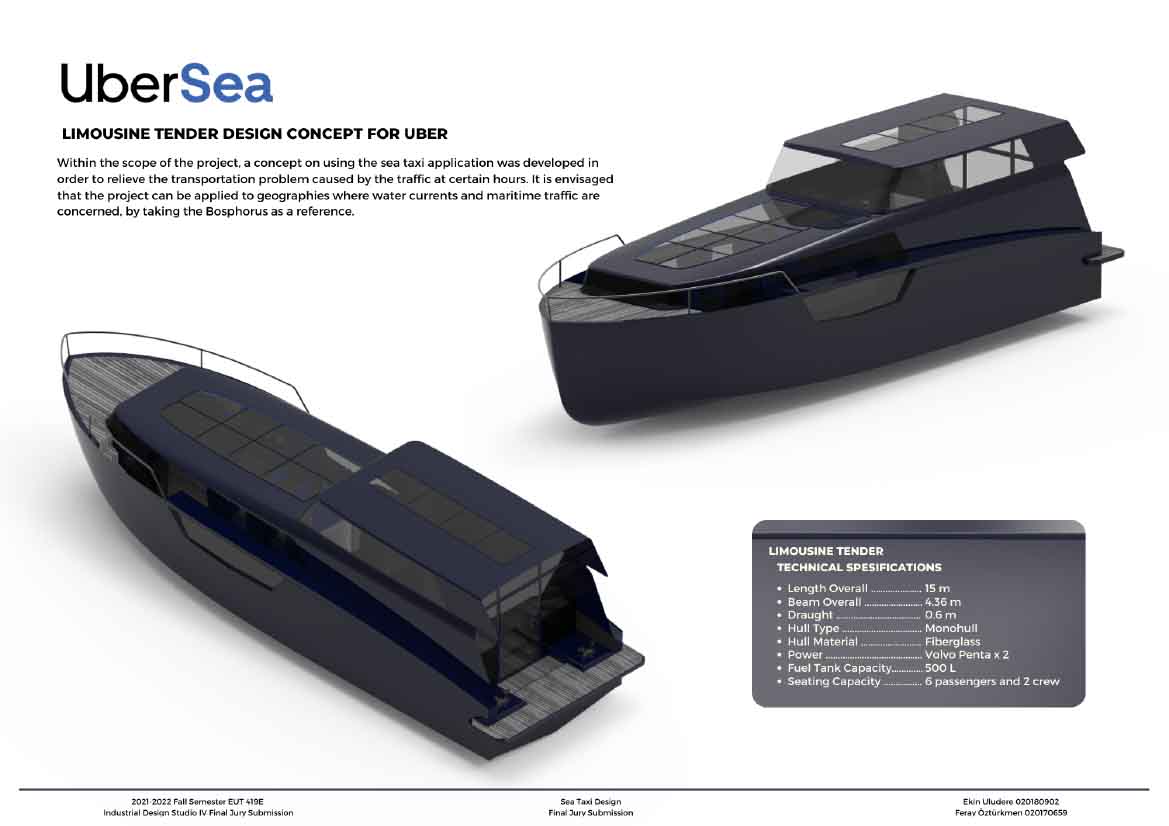 UberSea
LIMOUSINE TENDER DESIGN CONCEPT FOR UBER
Within the scope of the project, a concept on using the sea taxi application was developed in
order to relieve the transportation problem caused by the traffic at certain hours. It is envisaged
that the project can be applied to geographies where water currents and maritime traffic are
concerned, by taking the Bosphorus as a reference.
LIMOUSINE TENDER
TECHNICAL SPESIFICATIONS
• Length Overall .................... 15 m
• Beam Overall ....................... 4.36 m
• Draught ................................. 0.6 m
• Hull Type ............................... Monohull
• Hull Material ........................ Fiberglass
• Power ..................................... Volvo Penta x 2
• Fuel Tank Capacity............ 500 L
• Seating Capacity ............... 6 passengers and 2 crew
2021-2022 Fall Semester EUT 419E
Industrial Design Studio IV Final Jury Submission
Sea Taxi Design
Final Jury Submission
Ekin Uludere 020180902
Feray Öztürkmen 020170659